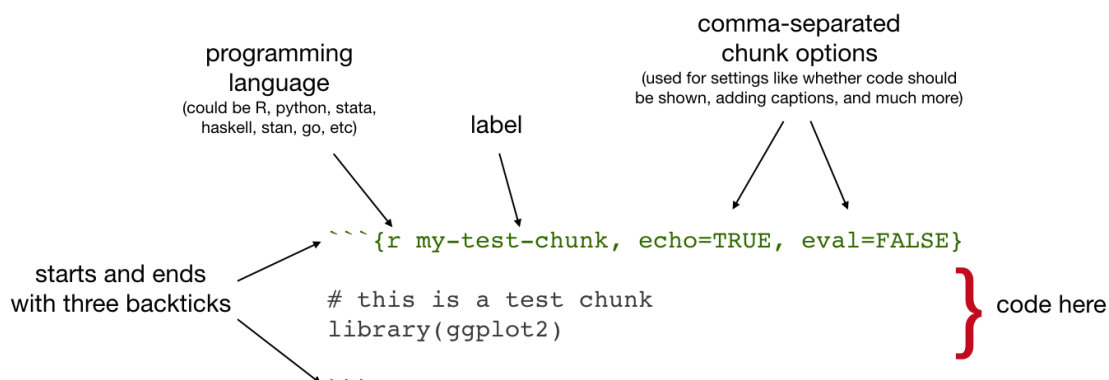 comma-separated
chunk options
(used for settings like whether code should
be shown, adding captions, and much more)
programming
language
(could be R, python, stata,
haskell, stan, go, etc)
label
```{r my-test-chunk, echo=TRUE, eval=FALSE}
starts and ends
with three backticks
# this is a test chunk
library(ggplot2)
} code here
```